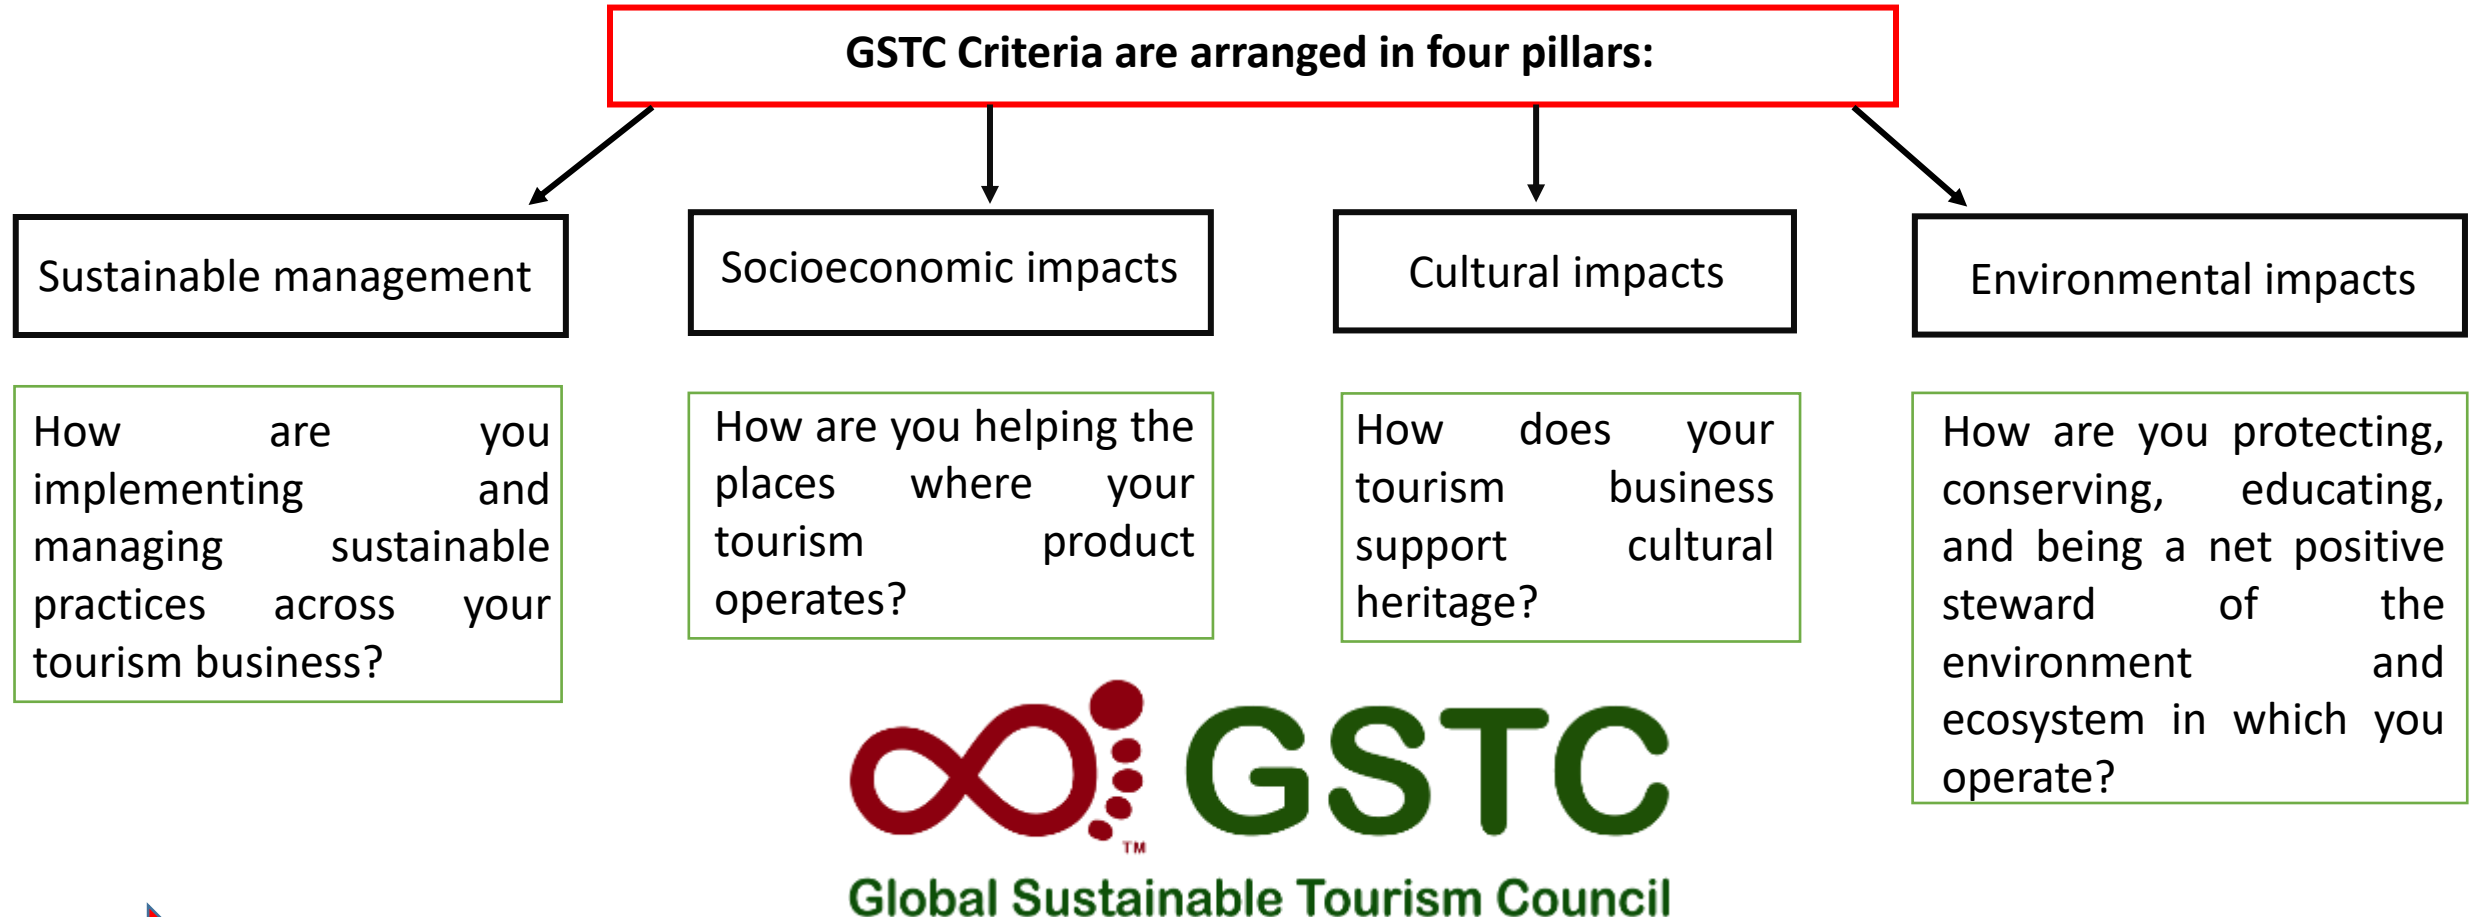 GSTC Criteria are arranged in four pillars:
Sustainable management
Socioeconomic impacts
Cultural impacts
Environmental impacts
How are you
implementing and
managing sustainable
practices across your
tourism business?
How are you helping the
places where your
tourism product
operates?
How does your
tourism business
support cultural
heritage?
How are you protecting,
conserving, educating,
and being a net positive
steward of the
environment and
ecosystem in which you
operate?
GSTC
TM
Global Sustainable Tourism Council